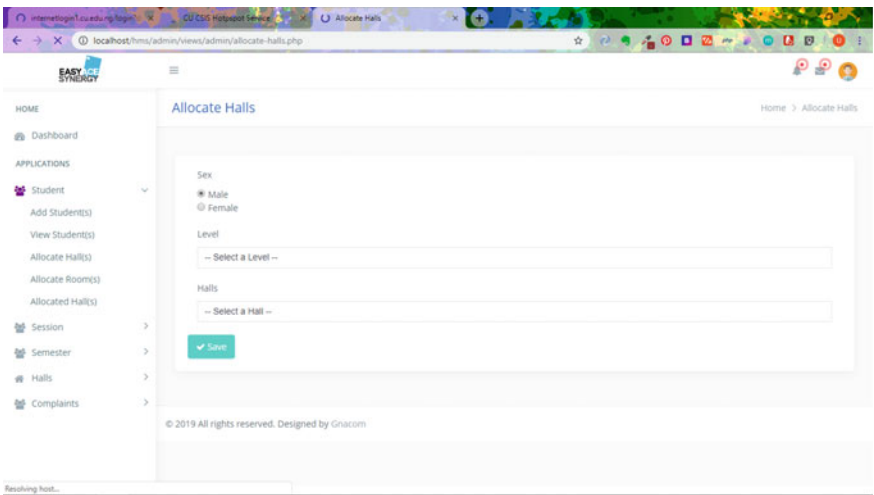 internetlogin1.cu.edu.ng/login
CU CSIS Hotspot Service
Allocate Halls
localhost/hms/admin/views/admin/allocate-halls.php
EASY ACE
SYNERGY
HOME
Dashboard
APPLICATIONS
Student
Add Student(s)
View Student(s)
Allocate Hall(s)
Allocate Room(s)
Allocated Hall(s)
Session
Semester
Halls
Complaints
Allocate Halls
Home > Allocate Halls
Sex
Male
Female
Level
-- Select a Level --
Halls
-- Select a Hall --
Save
© 2019 All rights reserved. Designed by Gnacom
Resolving host...